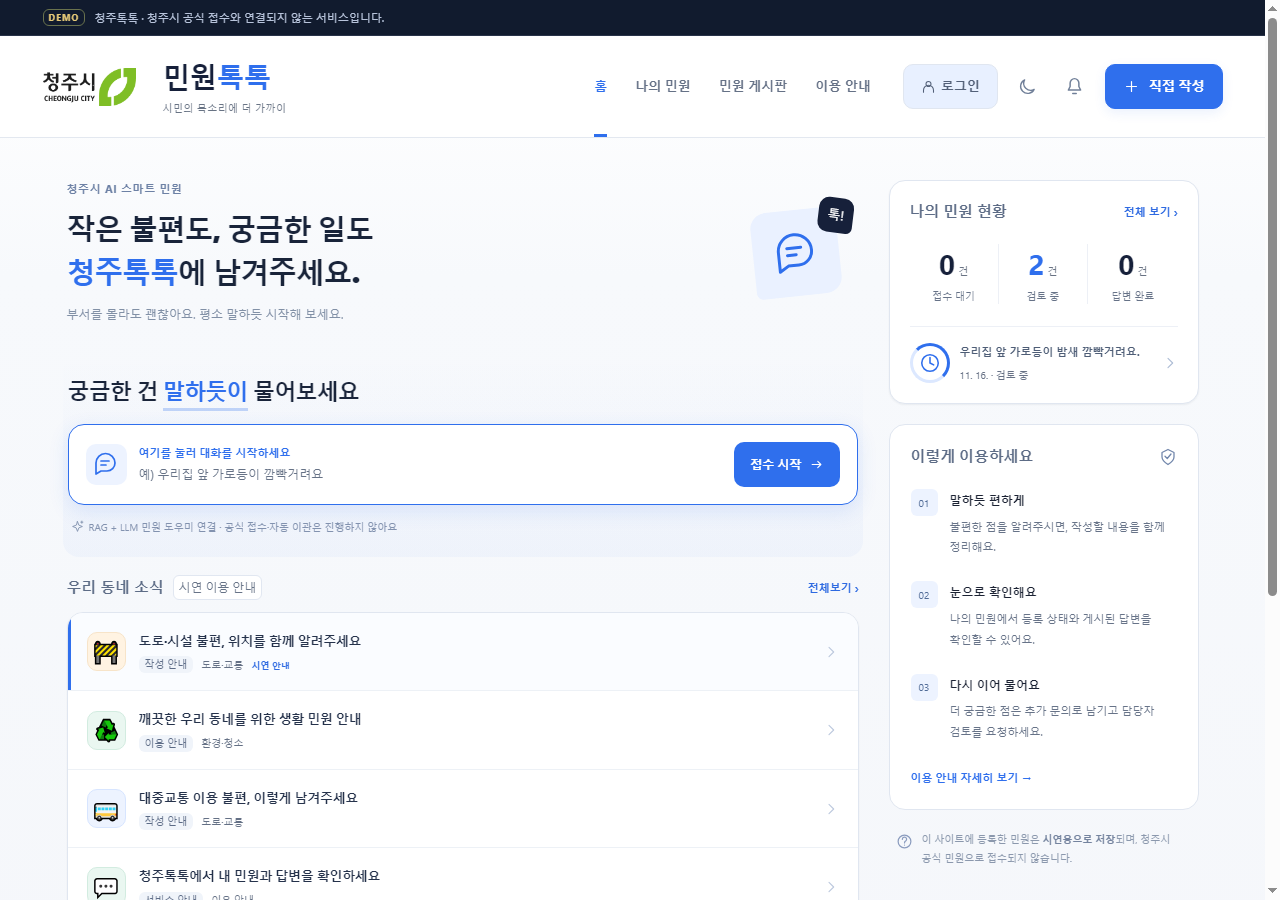 DEMO 청주톡톡 · 청주시 공식 접수와 연결되지 않는 서비스입니다.
청주시
CHEONGJU CITY
민원톡톡
시민의 목소리에 더 가까이
홈 나의 민원 민원 게시판 이용 안내 로그인 + 직접 작성
청주시 AI 스마트 민원
작은 불편도, 궁금한 일도
청주톡톡에 남겨주세요.
부서를 몰라도 괜찮아요. 평소 말하듯 시작해 보세요.
톡!
궁금한 건 말하듯이 물어보세요
여기를 눌러 대화를 시작하세요
예) 우리집 앞 가로등이 깜빡거려요
접수 시작 →
RAG + LLM 민원 도우미 연결 · 공식 접수·자동 이관은 진행하지 않아요
우리 동네 소식 시연 이용 안내 전체보기 ›
도로·시설 불편, 위치를 함께 알려주세요
작성 안내 도로·교통 시연 안내
깨끗한 우리 동네를 위한 생활 민원 안내
이용 안내 환경·청소
대중교통 이용 불편, 이렇게 남겨주세요
작성 안내 도로·교통
청주톡톡에서 내 민원과 답변을 확인하세요
서비스 안내 이용 안내
나의 민원 현황 전체 보기 ›
0 건 2 건 0 건
접수 대기 검토 중 답변 완료
우리집 앞 가로등이 밤새 깜빡거려요.
11. 16. · 검토 중
이렇게 이용하세요
01 말하듯 편하게
불편한 점을 알려주시면, 작성할 내용을 함께
정리해요.
02 눈으로 확인해요
나의 민원에서 등록 상태와 게시된 답변을
확인할 수 있어요.
03 다시 이어 물어요
더 궁금한 점은 추가 문의로 남기고 담당자
검토를 요청하세요.
이용 안내 자세히 보기 →
이 사이트에 등록한 민원은 시연용으로 저장되며, 청주시
공식 민원으로 접수되지 않습니다.